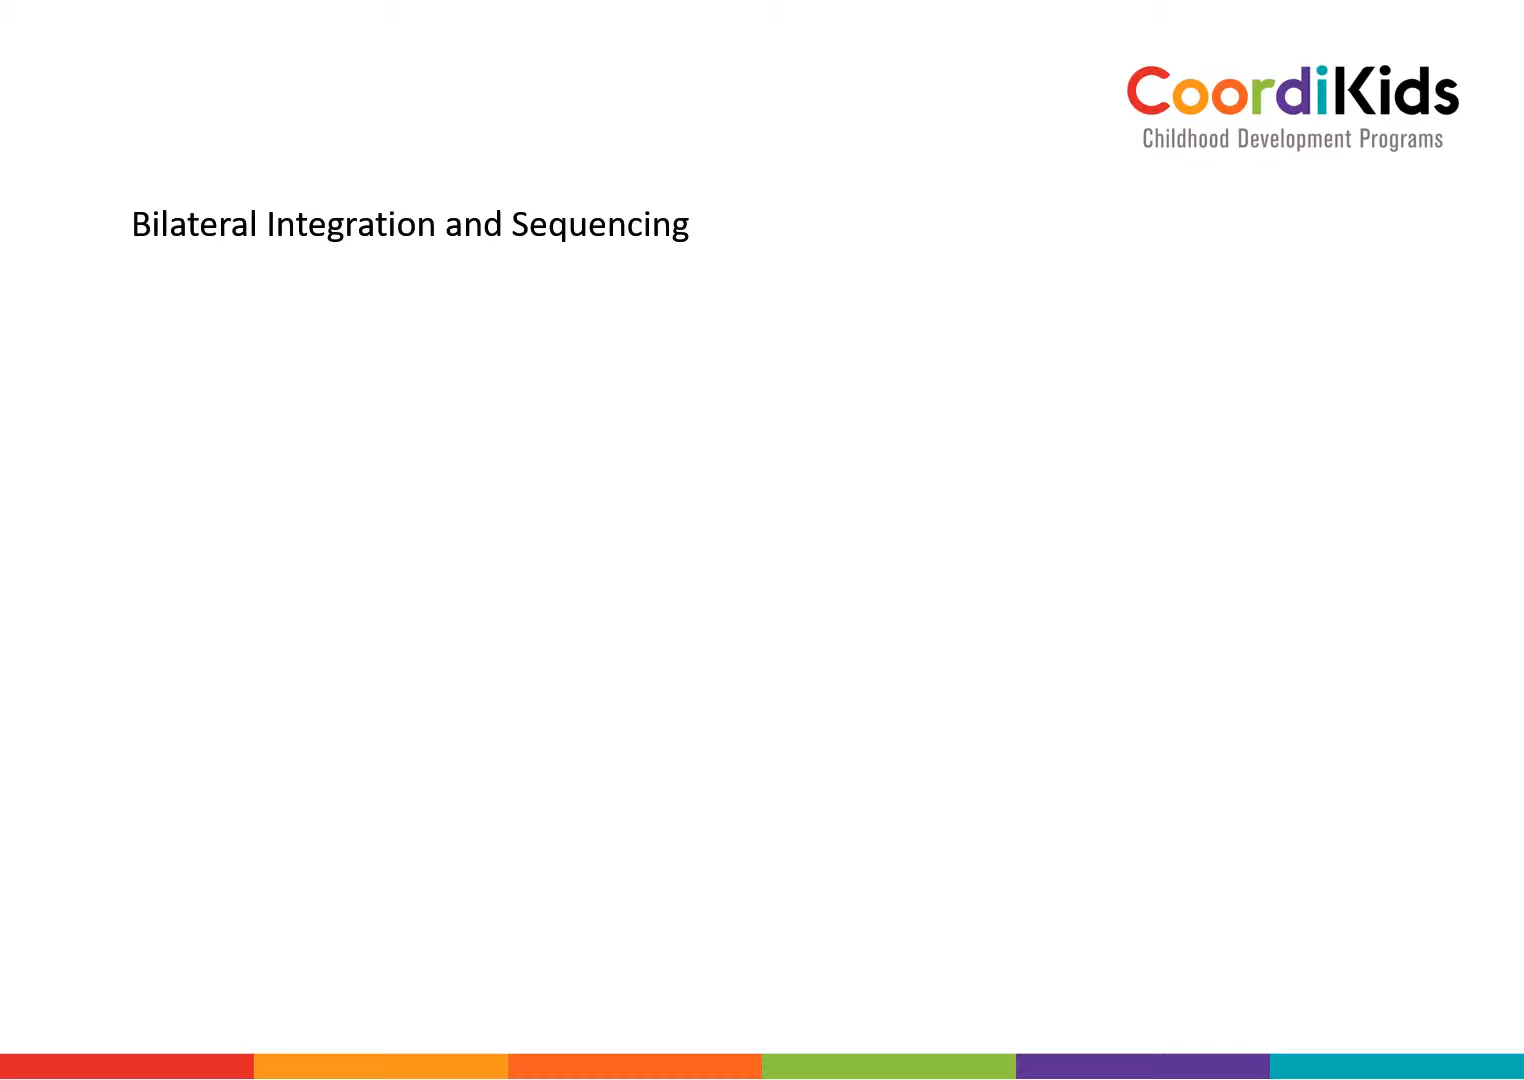 CoordiKids
Childhood Development Programs
Bilateral Integration and Sequencing